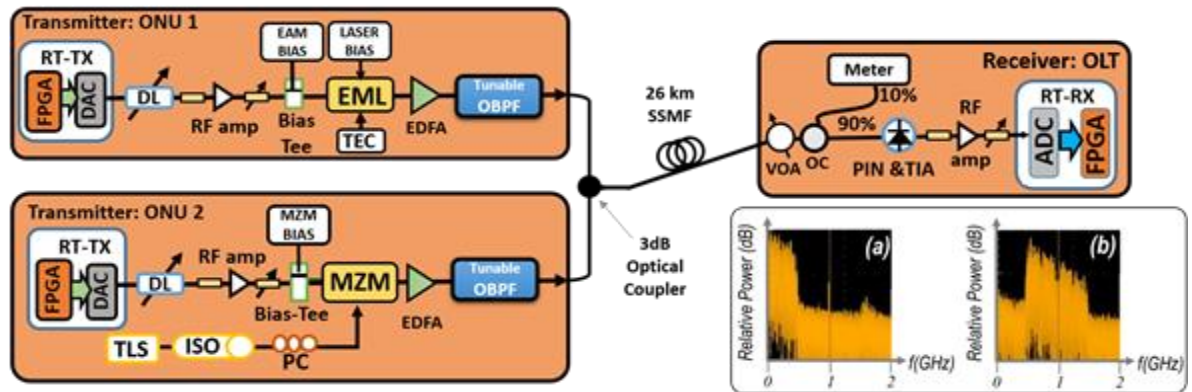 Transmitter: ONU 1
RT-TX
FPGA
DAC
DL
RF amp
EAM
BIAS
Bias
Tee
LASER
BIAS
EML
TEC
EDFA
Tunable
OBPF
Transmitter: ONU 2
RT-TX
FPGA
DAC
DL
RF amp
MZM
BIAS
Bias-Tee
MZM
EDFA
Tunable
OBPF
TLS
ISO
PC
26 km
SSMF
3dB
Optical
Coupler
Receiver: OLT
Meter
10%
90%
VOA
OC
PIN &TIA
RF
amp
RT-RX
ADC
FPGA
Relative Power (dB)
(a)
0
1
2
f(GHz)
Relative Power (dB)
(b)
0
1
2
f(GHz)